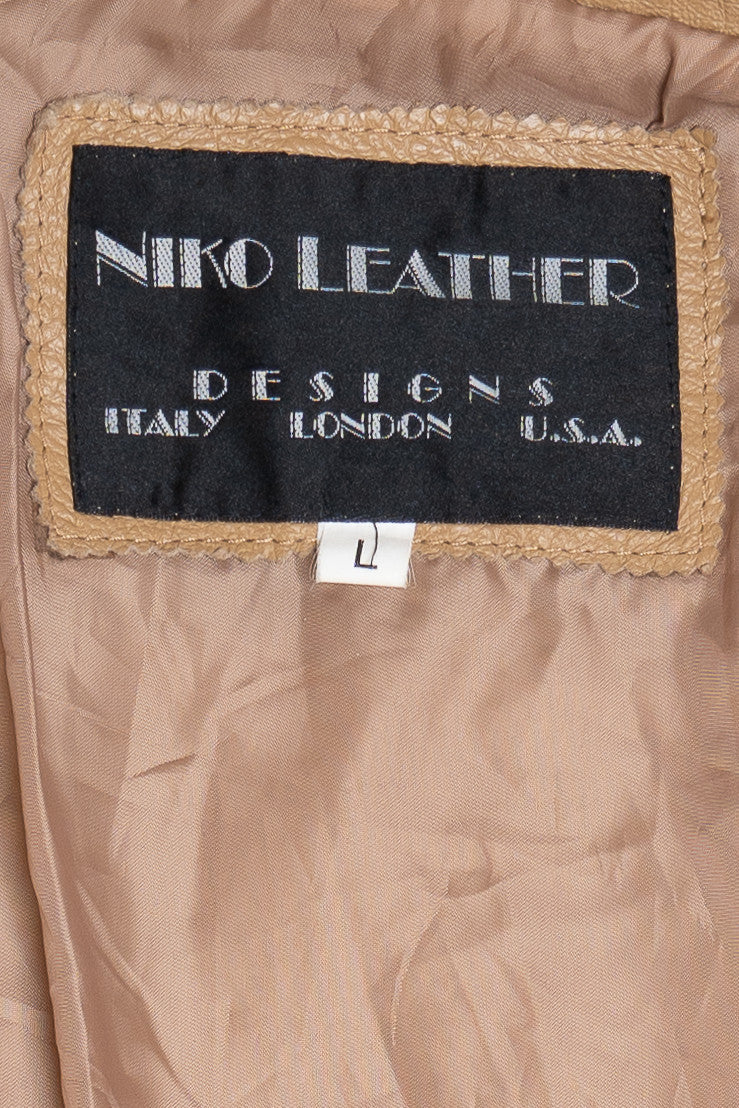 NIKO LEATHER
DESIGNS
ITALY LONDON U.S.A.
L